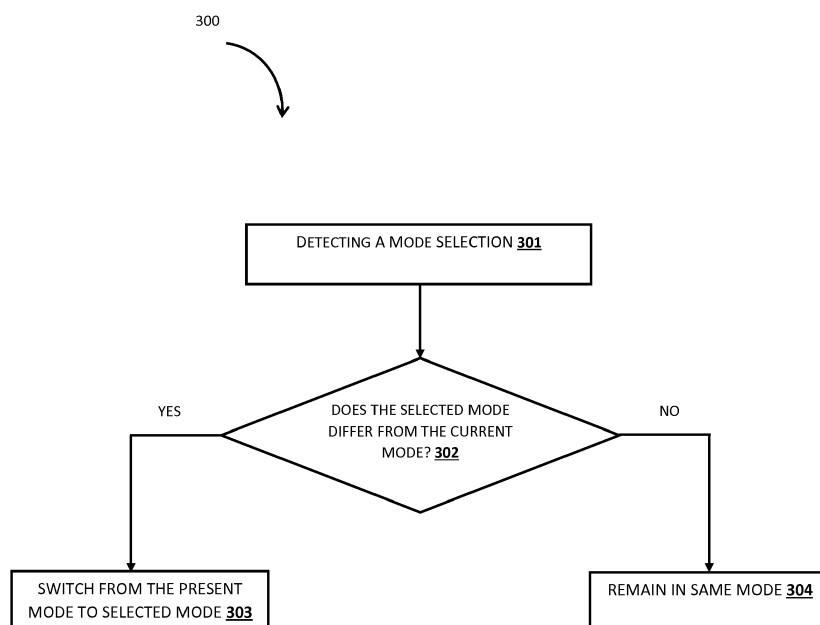 300
DETECTING A MODE SELECTION 301
DOES THE SELECTED MODE
DIFFER FROM THE CURRENT
MODE? 302
YES
NO
SWITCH FROM THE PRESENT
MODE TO SELECTED MODE 303
REMAIN IN SAME MODE 304